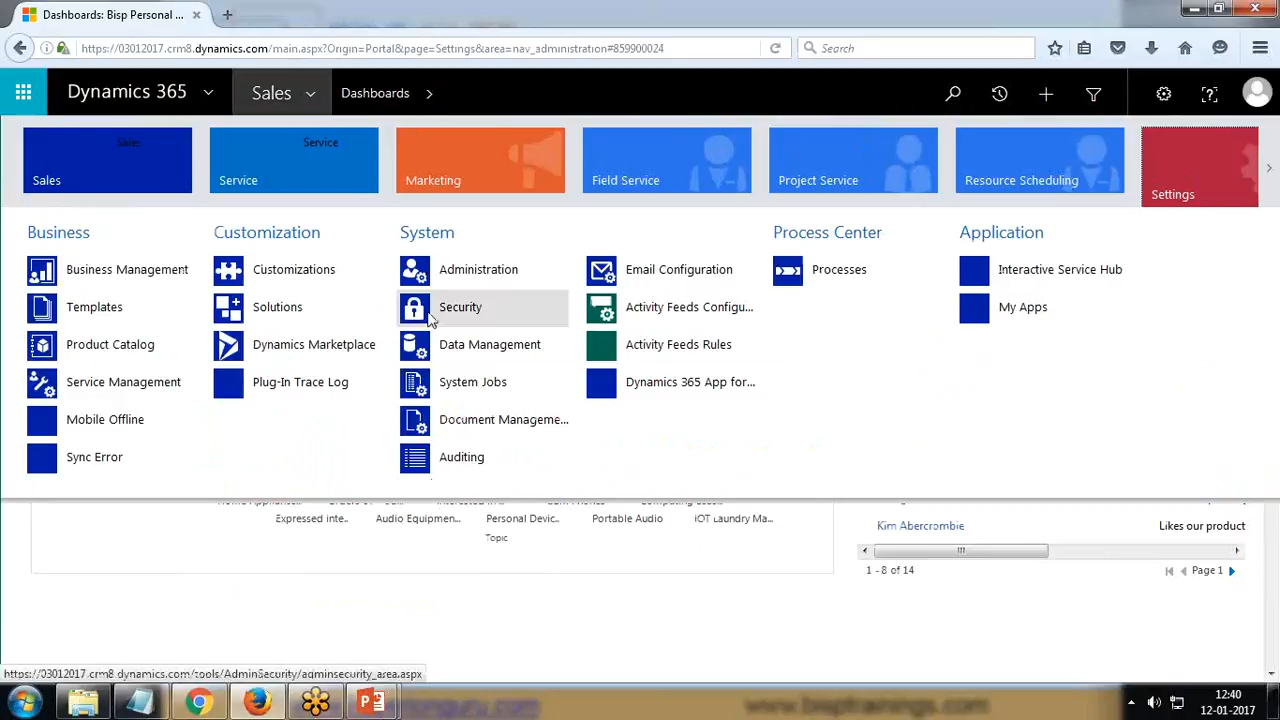 Dashboards: Bisp Personal ...
https://03012017.crm8.dynamics.com/main.aspx?Origin=Portal&page=Settings&area=nav_administration#859900024
Search
Dynamics 365
Sales
Dashboards
Sales
Sales
Service
Service
Marketing
Field Service
Project Service
Resource Scheduling
Settings
Business
Customization
System
Process Center
Application
Business Management
Customizations
Administration
Email Configuration
Processes
Interactive Service Hub
Templates
Solutions
Security
Activity Feeds Configu...
My Apps
Product Catalog
Dynamics Marketplace
Data Management
Activity Feeds Rules
Service Management
Plug-In Trace Log
System Jobs
Dynamics 365 App for...
Mobile Offline
Document Manageme...
Sync Error
Auditing
Expressed inte..
Audio Equipmen...
Personal Devic..
Portable Audio
IOT Laundry Ma...
Topic
Kim Abercrombie
Likes our product
1 - 8 of 14
Page 1
https://03012017.crm8.dynamics.com/tools/AdminSecurity/adminsecurity_area.aspx
www.bisptrainings.com
12:40
12-01-2017